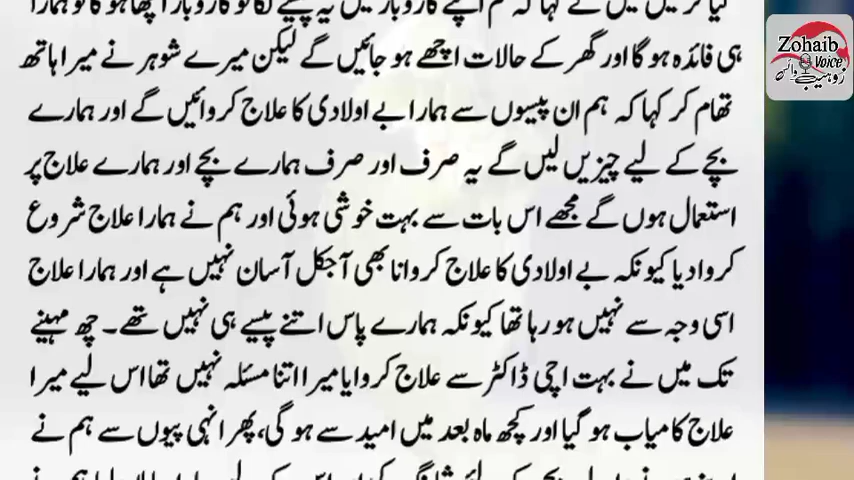 ہی فائدہ ہوگا اور گھر کے حالات اچھے ہو جائیں گے لیکن میرے شوہر نے میرا ہاتھ
تھام کر کہا کہ ہم ان پیسوں سے ہمارا بے اولادی کا علاج کروائیں گے اور ہمارے
بچے کے لیے چیزیں لیں گے یہ صرف اور صرف ہمارے بچے اور ہمارے علاج پر
استعمال ہوں گے مجھے اس بات سے بہت خوشی ہوئی اور ہم نے ہمارا علاج شروع
کروا دیا کیونکہ بے اولادی کا علاج کروانا بھی آجکل آسان نہیں ہے اور ہمارا علاج
اسی وجہ سے نہیں ہو رہا تھا کیونکہ ہمارے پاس اتنے پیسے ہی نہیں تھے۔ چھ مہینے
تک میں نے بہت اچی ڈاکٹر سے علاج کروایا میرا اتنا مسئلہ نہیں تھا اس لیے میرا
علاج کامیاب ہو گیا اور کچھ ماہ بعد میں امید سے ہو گی، پھر انہی پیوں سے ہم نے
Zohaib
Voice
زوہیب وائس